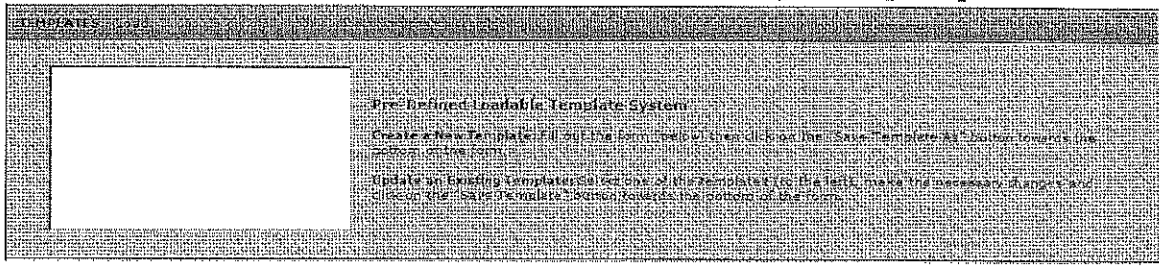 TEMPLATES - Load
Pre-Defined Loadable Template System
Create a New Template: Fill out the form below then click on the "Save Template As" button towards the
bottom of the form.
Update an Existing Template: Select one of the Templates (to the left), make the necessary changes and
click on the "Save Template" button towards the bottom of the form.